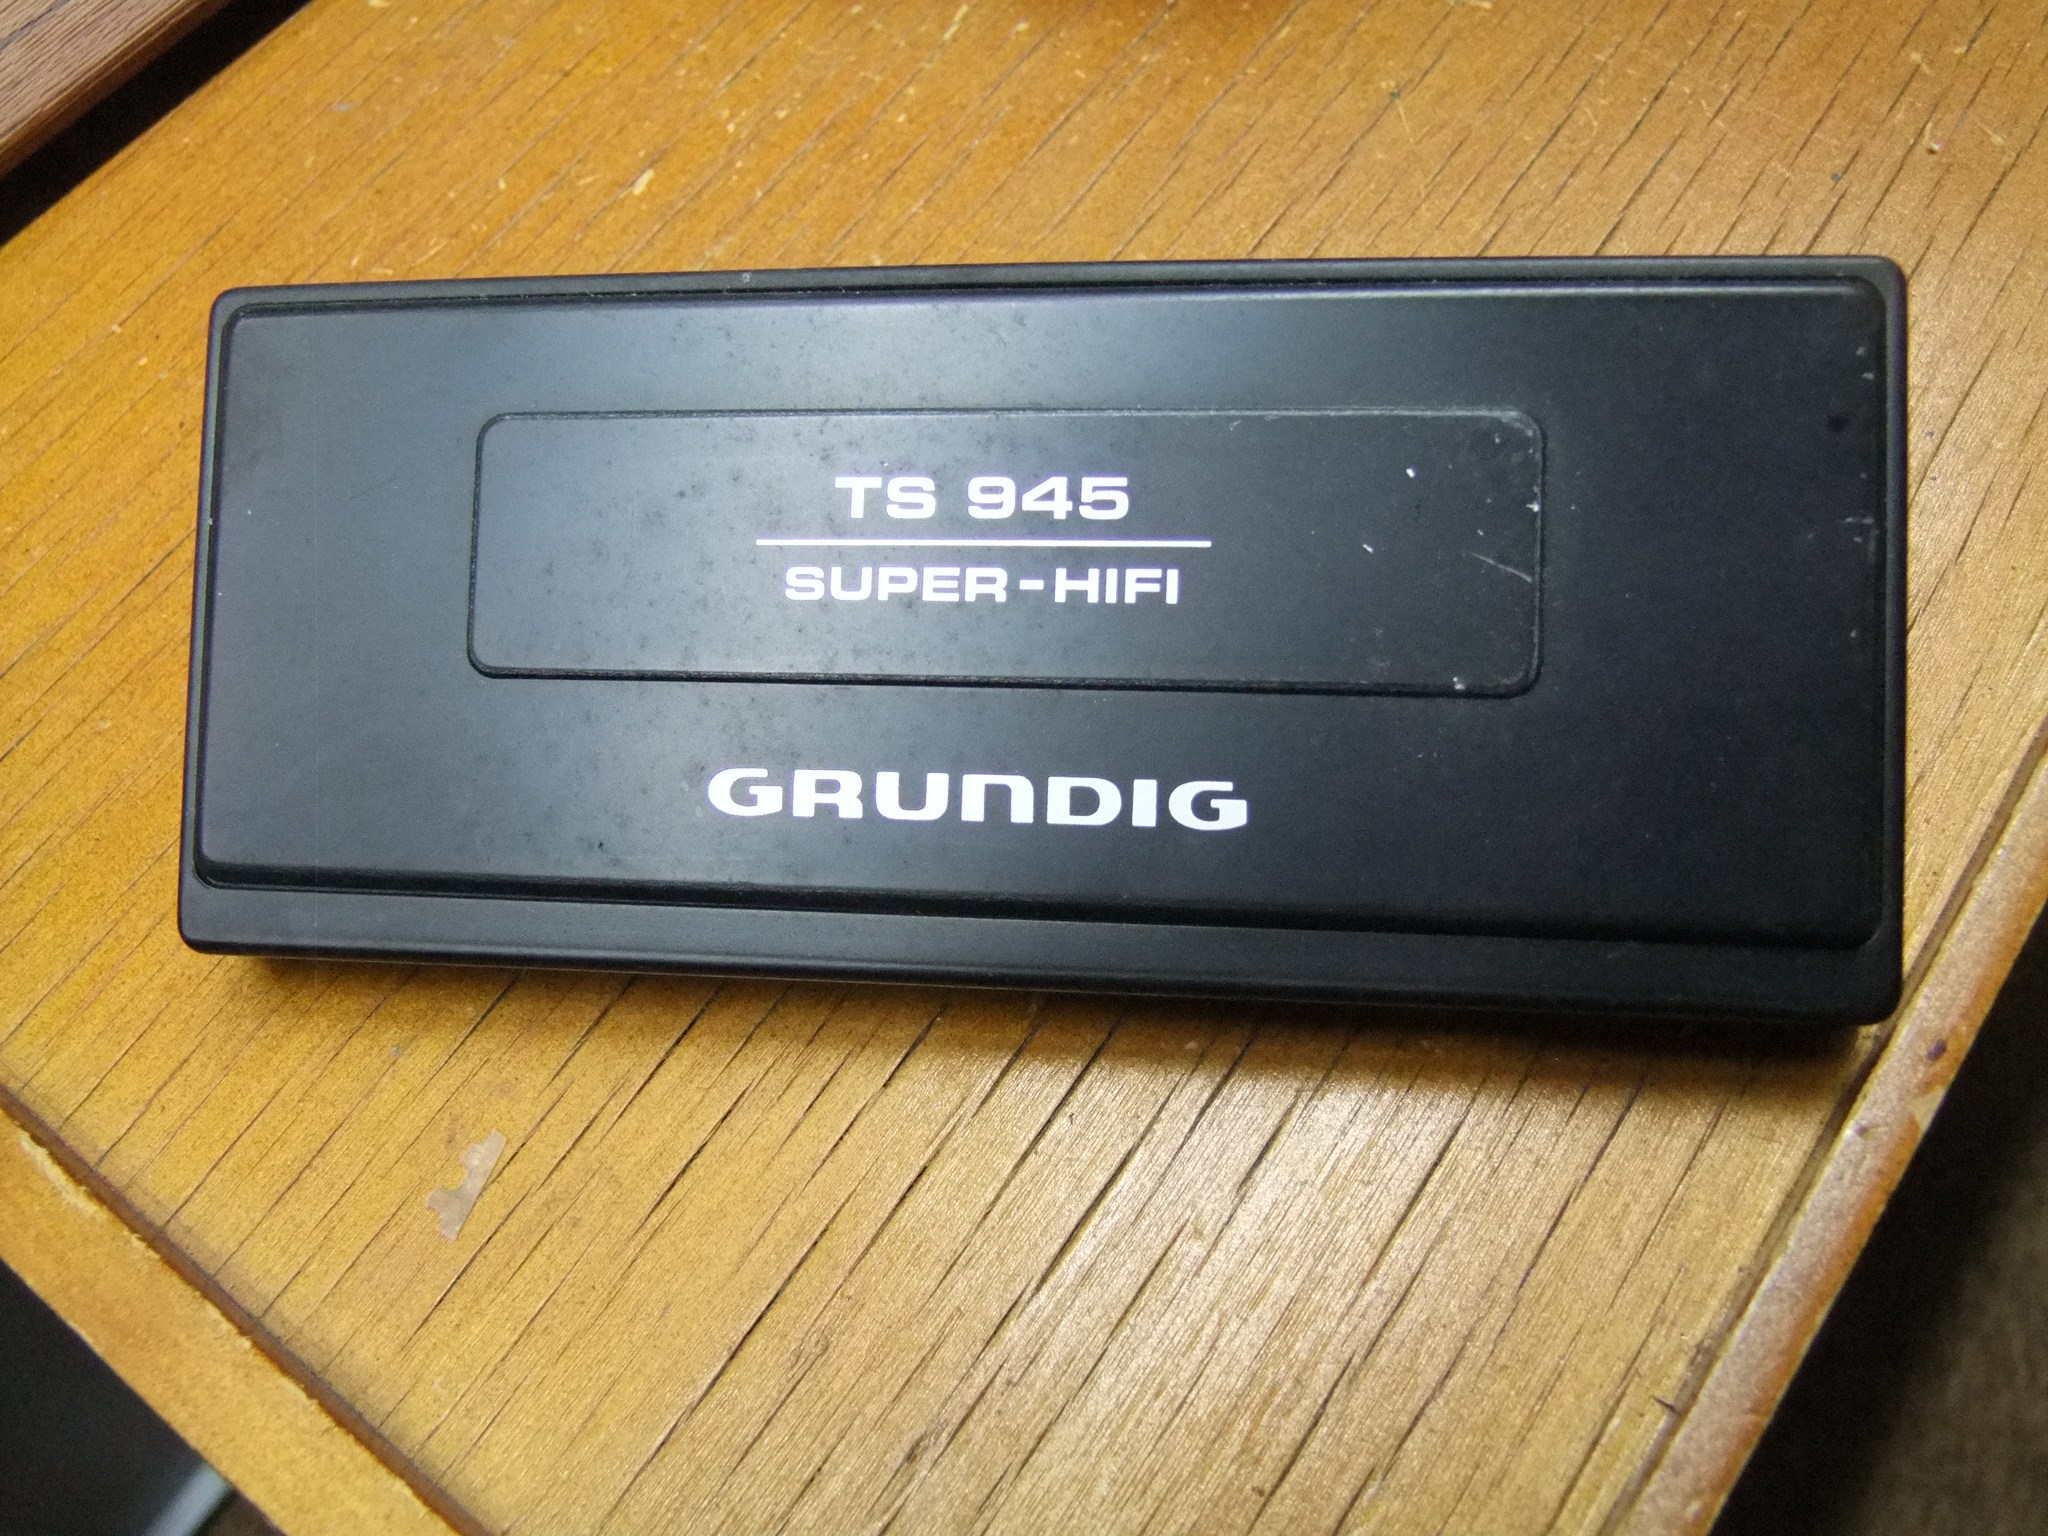 TS 945
SUPER-HIFI
GRUNDIG